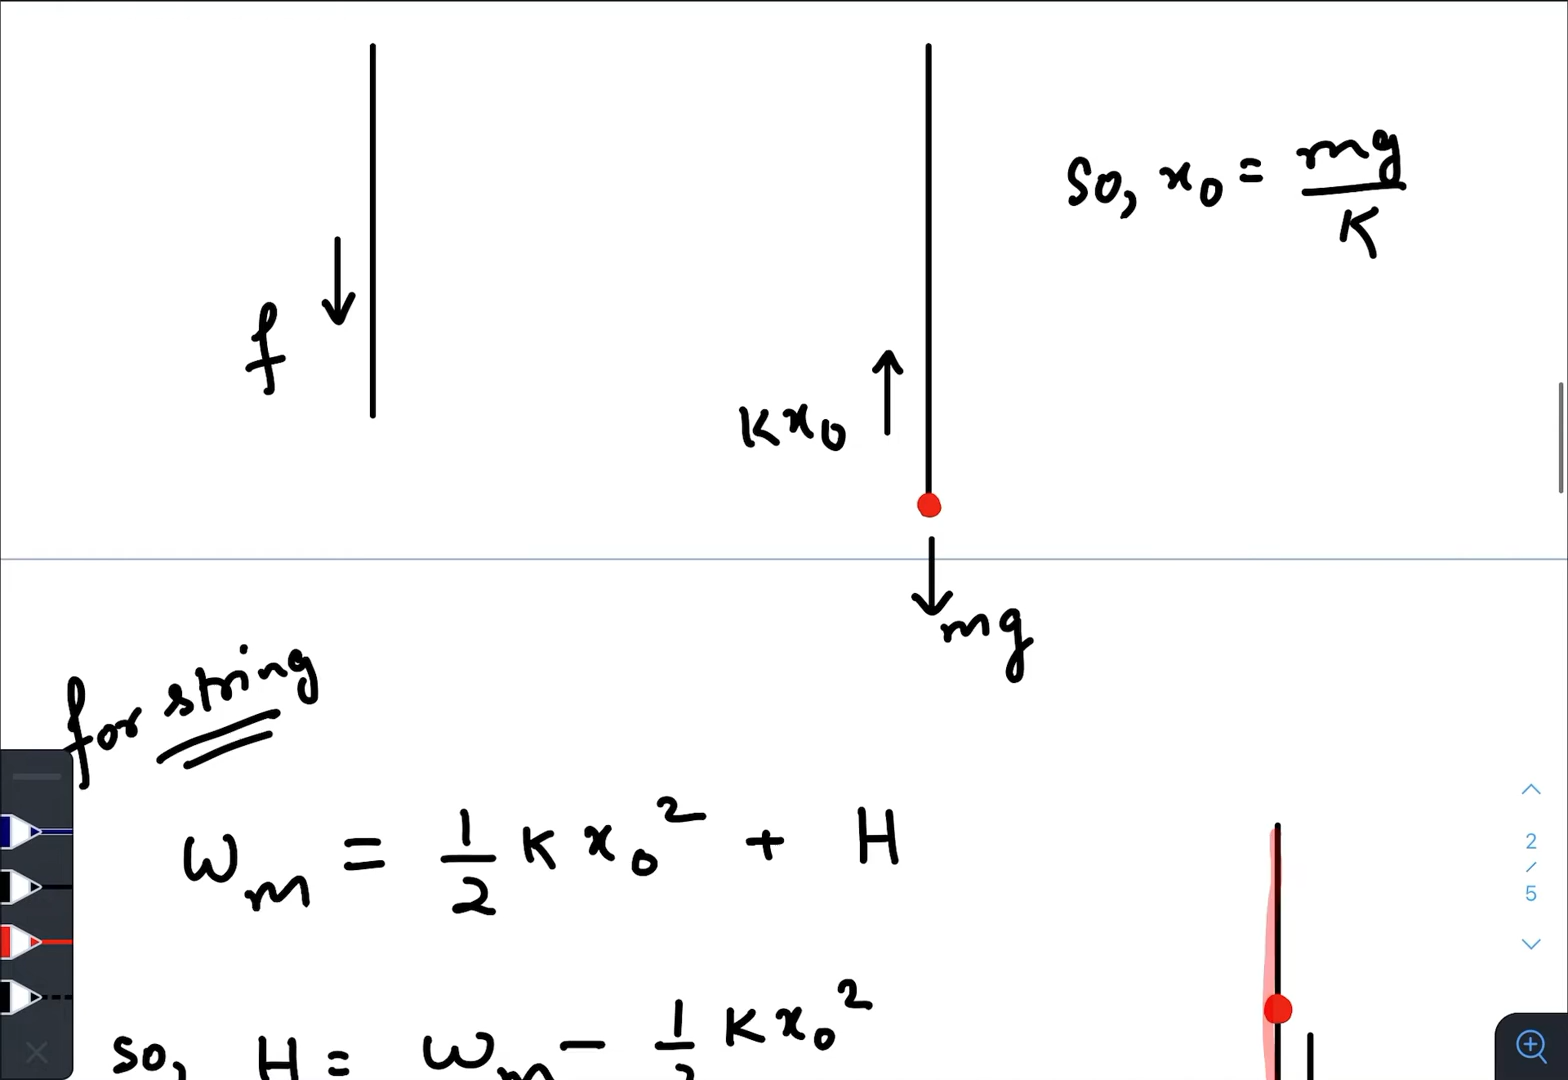 So, x₀ = mg/K
f
Kx₀
mg
for string
Wₘ = 1/2 K x₀² + H
2
/
5
so, H = Wₘ - 1/2 K x₀²